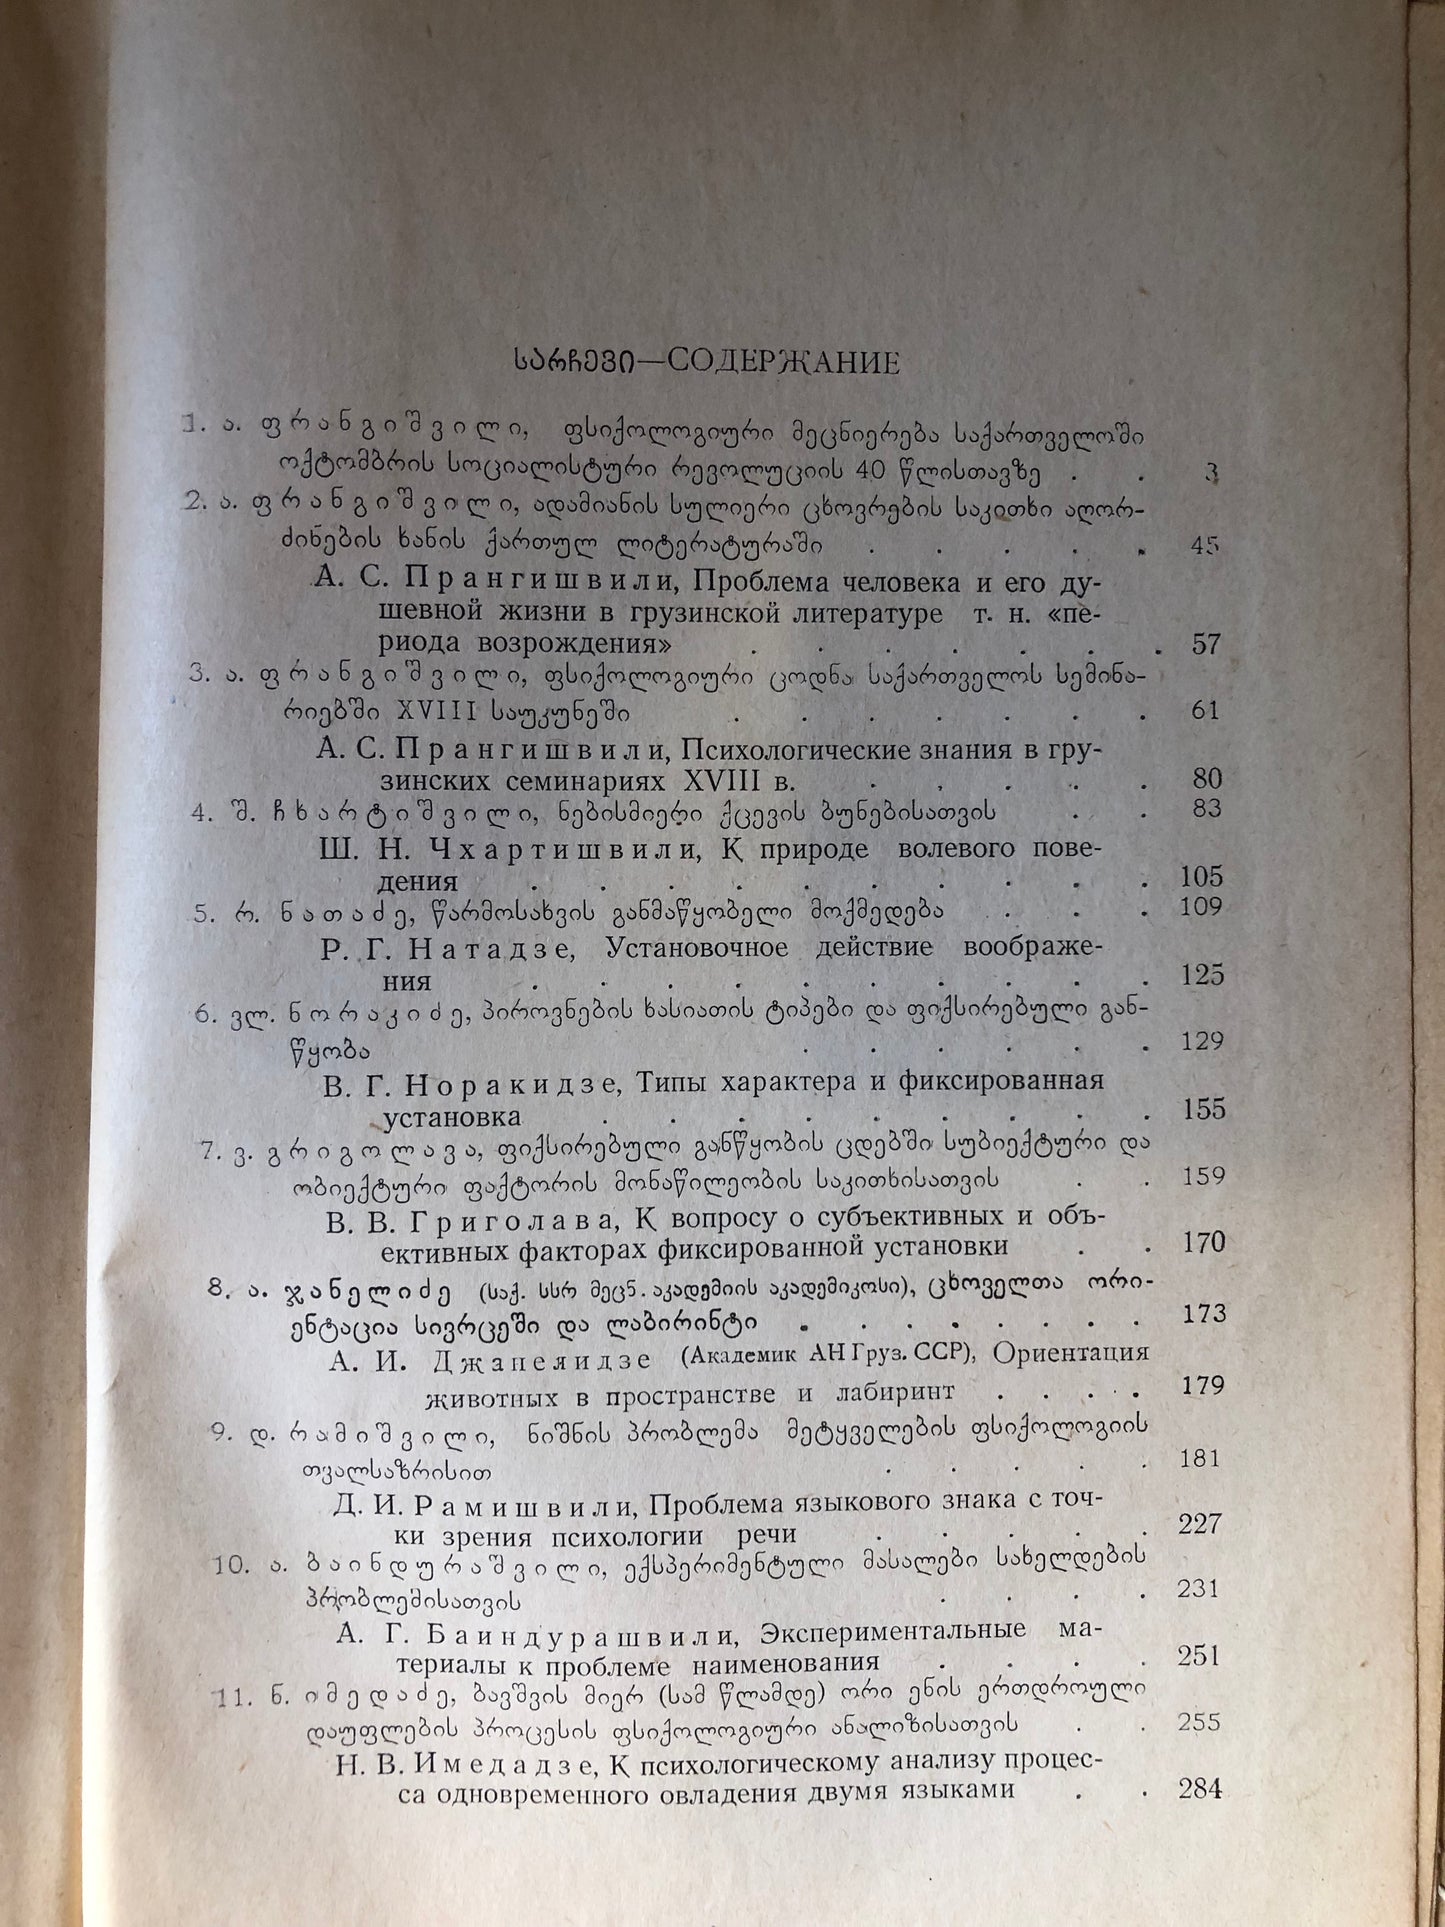 სარჩევი—СОДЕРЖАНИЕ
1. ა. ფრანგიშვილი, ფსიქოლოგიური მეცნიერება საქართველოში
ოქტომბრის სოციალისტური რევოლუციის 40 წლისთავზე . . 3
2. ა. ფრანგიშვილი, ადამიანის სულიერი ცხოვრების საკითხი აღორ-
ძინების ხანის ქართულ ლიტერატურაში . . . . . 45
А. С. Прангишвили, Проблема человека и его ду-
шевной жизни в грузинской литературе т. н. «пе-
риода возрождения» . . . . . . . 57
3. ა. ფრანგიშვილი, ფსიქოლოგიური ცოდნა საქართველოს სემინა-
რიებში XVIII საუკუნეში . . . . . . . 61
А. С. Прангишвили, Психологические знания в гру-
зинских семинариях XVIII в. . . . . . 80
4. შ. ჩხარტიშვილი, ნებისმიერი ქცევის ბუნებისათვის . . 83
Ш. Н. Чхартишвили, К природе волевого пове-
дения . . . . . . . . . . 105
5. რ. ნათაძე, წარმოსახვის განმაწყობელი მოქმედება . . . 109
Р. Г. Натадзе, Установочное действие воображе-
ния . . . . . . . . . . 125
6. ვლ. ნორაკიძე, პიროვნების ხასიათის ტიპები და ფიქსირებული გან-
წყობა . . . . . . 129
В. Г. Норакидзе, Типы характера и фиксированная
установка . . . . . . . . . 155
7. ვ. გრიგოლავა, ფიქსირებული განწყობის ცდებში სუბიექტური და
ობიექტური ფაქტორის მონაწილეობის საკითხისათვის . . 159
В. В. Григолава, К вопросу о субъективных и объ-
ективных факторах фиксированной установки . . 170
8. ა. ჯანელიძე (საქ. სსრ მეცნ. აკადემიის აკადემიკოსი), ცხოველთა ორი-
ენტაცია სივრცეში და ლაბირინტი . . . . . . . . 173
А. И. Джанелидзе (Академик АН Груз. ССР), Ориентация
животных в пространстве и лабиринт . . . . 179
9. დ. რამიშვილი, ნიშნის პრობლემა მეტყველების ფსიქოლოგიის
თვალსაზრისით . . . . . 181
Д. И. Рамишвили, Проблема языкового знака с точ-
ки зрения психологии речи . . . . . 227
10. ა. ბაინდურაშვილი, ექსპერიმენტული მასალები სახელდების
პრობლემისათვის . . . . 231
А. Г. Баиндурашвили, Экспериментальные ма-
териалы к проблеме наименования . . . . 251
11. ნ. იმედაძე, ბავშვის მიერ (სამ წლამდე) ორი ენის ერთდროული
დაუფლების პროცესის ფსიქოლოგიური ანალიზისათვის . . 255
Н. В. Имедадзе, К психологическому анализу процес-
са одновременного овладения двумя языками . . 284